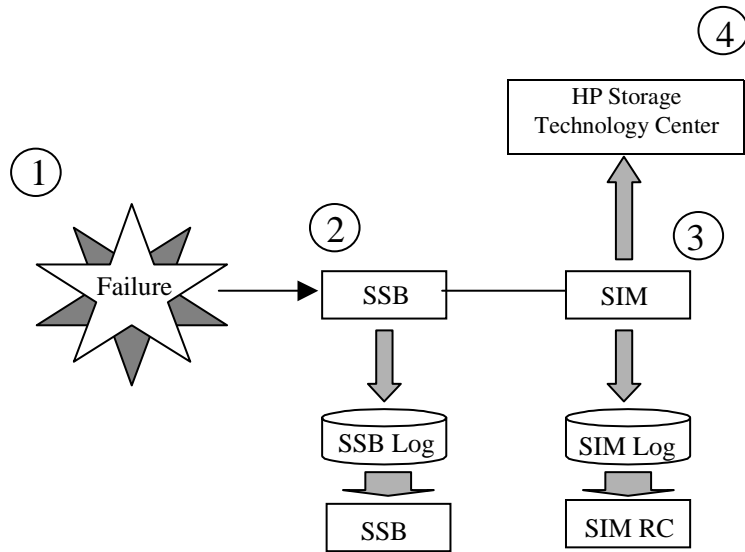 4
HP Storage
Technology Center
1
2
3
Failure
SSB
SIM
SSB Log
SIM Log
SSB
SIM RC